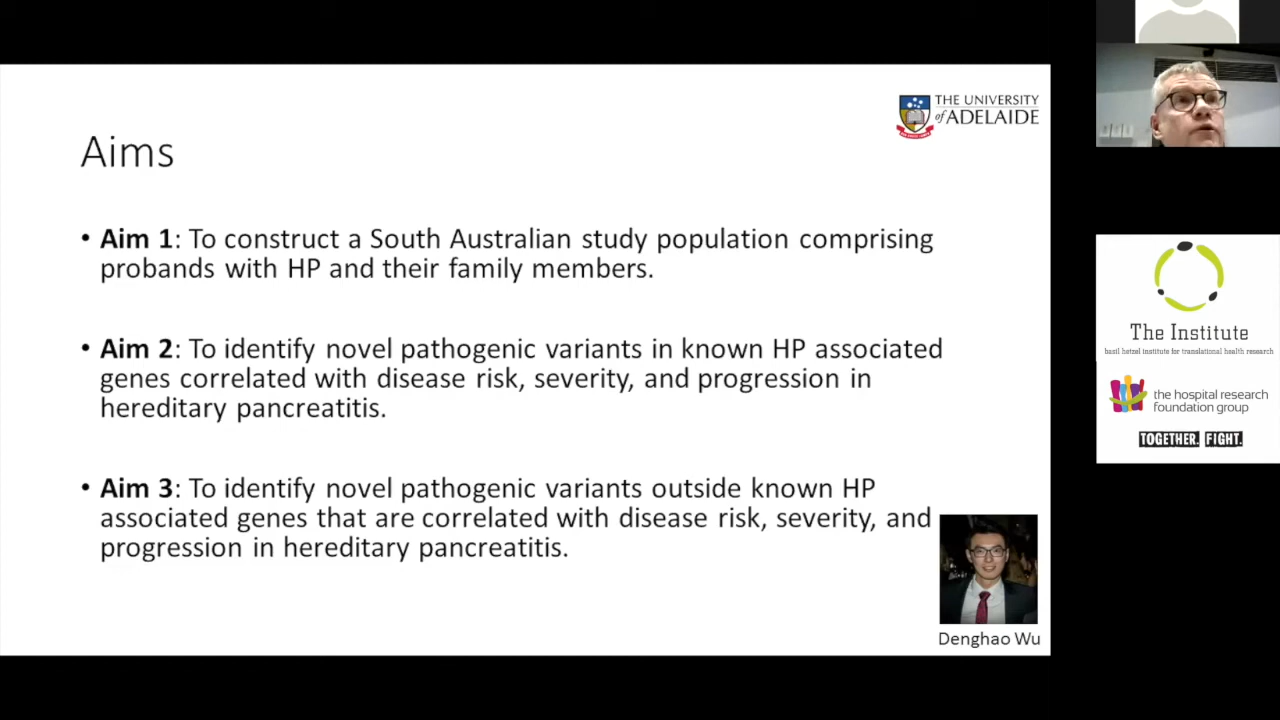 THE UNIVERSITY
of ADELAIDE
Aims
• Aim 1: To construct a South Australian study population comprising
probands with HP and their family members.
• Aim 2: To identify novel pathogenic variants in known HP associated
genes correlated with disease risk, severity, and progression in
hereditary pancreatitis.
• Aim 3: To identify novel pathogenic variants outside known HP
associated genes that are correlated with disease risk, severity, and
progression in hereditary pancreatitis.
Denghao Wu
The Institute
basil hetzel institute for translational health research
the hospital research
foundation group
TOGETHER. FIGHT.